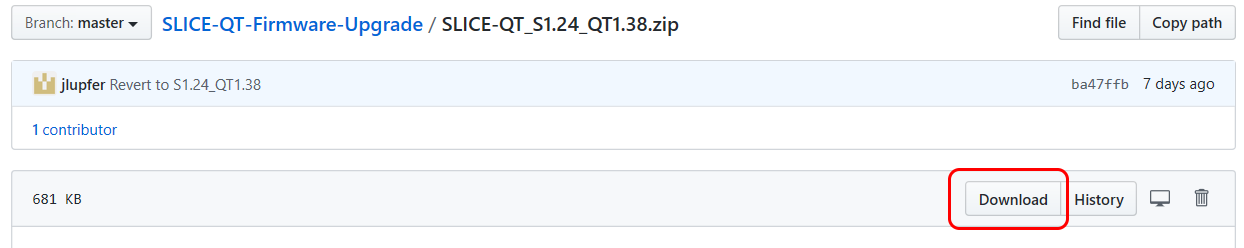 Branch: master SLICE-QT-Firmware-Upgrade / SLICE-QT_S1.24_QT1.38.zip Find file Copy path
jlupfer Revert to S1.24_QT1.38 ba47ffb 7 days ago
1 contributor
681 KB Download History